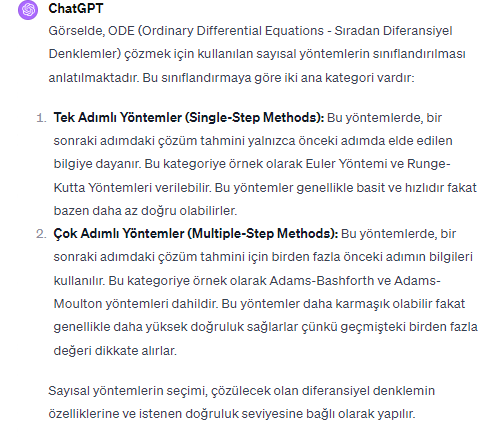 ChatGPT
Görselde, ODE (Ordinary Differential Equations - Sıradan Diferansiyel
Denklemler) çözmek için kullanılan sayısal yöntemlerin sınıflandırılması
anlatılmaktadır. Bu sınıflandırmaya göre iki ana kategori vardır:
1. Tek Adımlı Yöntemler (Single-Step Methods): Bu yöntemlerde, bir
sonraki adımdaki çözüm tahmini yalnızca önceki adımda elde edilen
bilgiye dayanır. Bu kategoriye örnek olarak Euler Yöntemi ve Runge-
Kutta Yöntemleri verilebilir. Bu yöntemler genellikle basit ve hızlıdır fakat
bazen daha az doğru olabilirler.
2. Çok Adımlı Yöntemler (Multiple-Step Methods): Bu yöntemlerde, bir
sonraki adımdaki çözüm tahmini için birden fazla önceki adımın bilgileri
kullanılır. Bu kategoriye örnek olarak Adams-Bashforth ve Adams-
Moulton yöntemleri dahildir. Bu yöntemler daha karmaşık olabilir fakat
genellikle daha yüksek doğruluk sağlarlar çünkü geçmişteki birden fazla
değeri dikkate alırlar.
Sayısal yöntemlerin seçimi, çözülecek olan diferansiyel denklemin
özelliklerine ve istenen doğruluk seviyesine bağlı olarak yapılır.